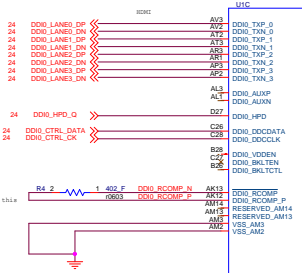 HDMI
U1C
24 DDI0_LANE0_DP AV3 DDI0_TXP_0
24 DDI0_LANE0_DN AV2 DDI0_TXN_0
24 DDI0_LANE1_DP AT2 DDI0_TXP_1
24 DDI0_LANE1_DN AT3 DDI0_TXN_1
24 DDI0_LANE2_DP AR3 DDI0_TXP_2
24 DDI0_LANE2_DN AR1 DDI0_TXN_2
24 DDI0_LANE3_DP AP3 DDI0_TXP_3
24 DDI0_LANE3_DN AP2 DDI0_TXN_3
AL3 DDI0_AUXP
AL1 DDI0_AUXN
24 DDI0_HPD_Q D27 DDI0_HPD
24 DDI0_CTRL_DATA C26 DDI0_DDCDATA
24 DDI0_CTRL_CK C28 DDI0_DDCCLK
B28 DDI0_VDDEN
C27 DDI0_BKLTEN
B26 DDI0_BKLTCTL
R4 2 1 402_F DDI0_RCOMP_N AK13 DDI0_RCOMP
this r0603 DDI0_RCOMP_P AK12 DDI0_RCOMP_P
AM14 RESERVED_AM14
AM13 RESERVED_AM13
AM3 VSS_AM3
AM2 VSS_AM2